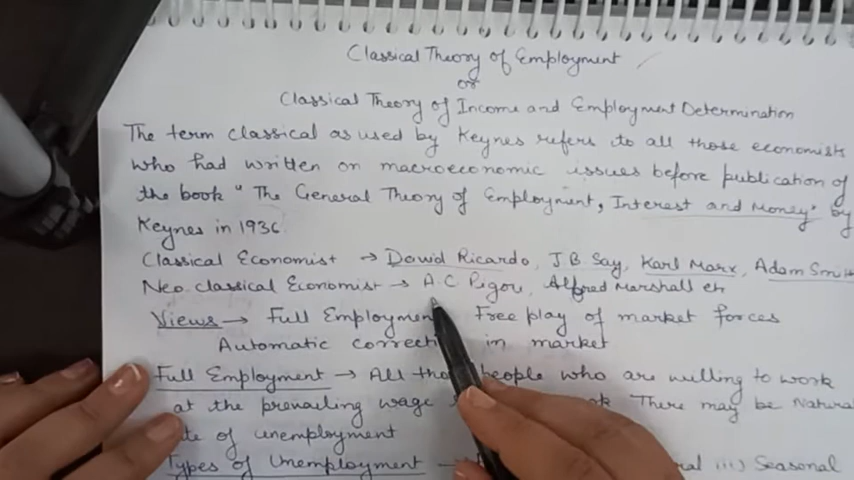 Classical Theory of Employment
or
Classical Theory of Income and Employment Determination
The term classical as used by Keynes refers to all those economists
who had written on macroeconomic issues before publication of
the book "The General Theory of Employment, Interest and Money" by
Keynes in 1936
Classical Economist → David Ricardo, J B Say, Karl Marx, Adam Smith
Neo classical Economist → A C Pigou, Alfred Marshall etc
Views → Full Employment Free play of market forces
Automatic correcti in market
Full Employment → All tho people who are willing to work
at the prevailing wage There may be Natural
of unemployment
Types of Unemployment → iii) Seasonal